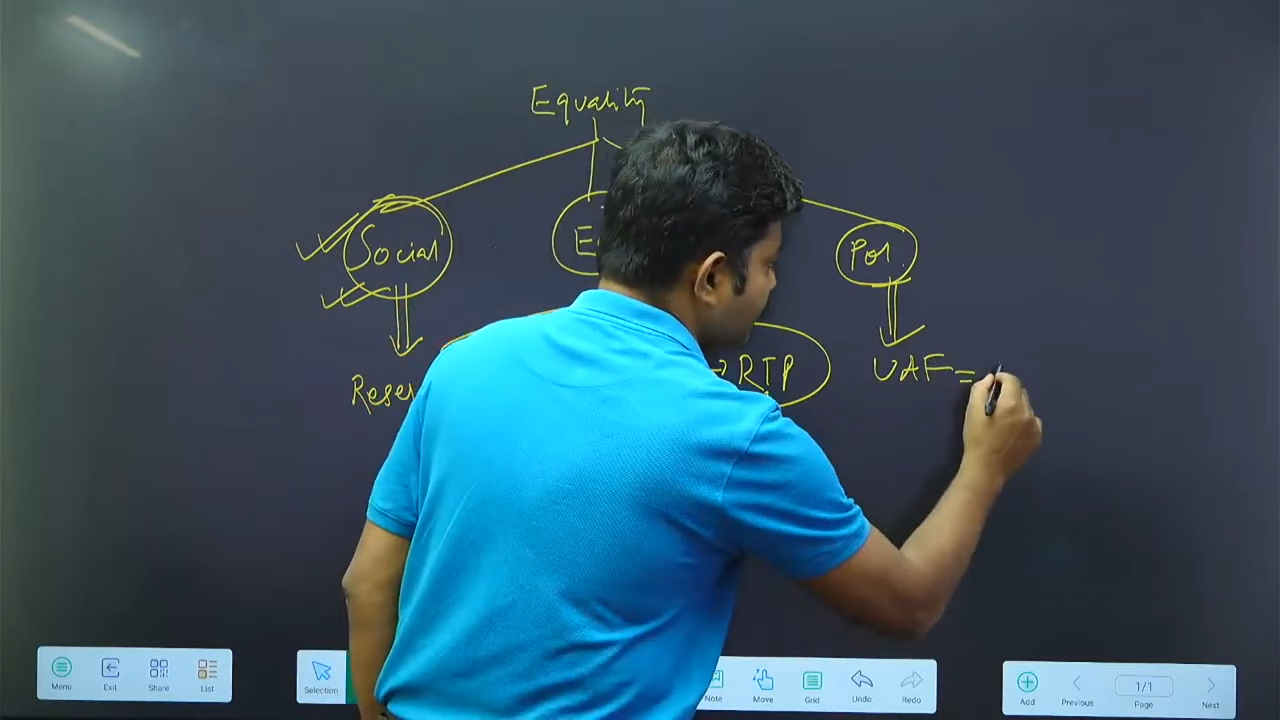 Equality
Social E Pol.
Reser → RTP UAF =
Menu Exit Share List Selection Note Move Grid Undo Redo Add Previous 1/1 Page Next